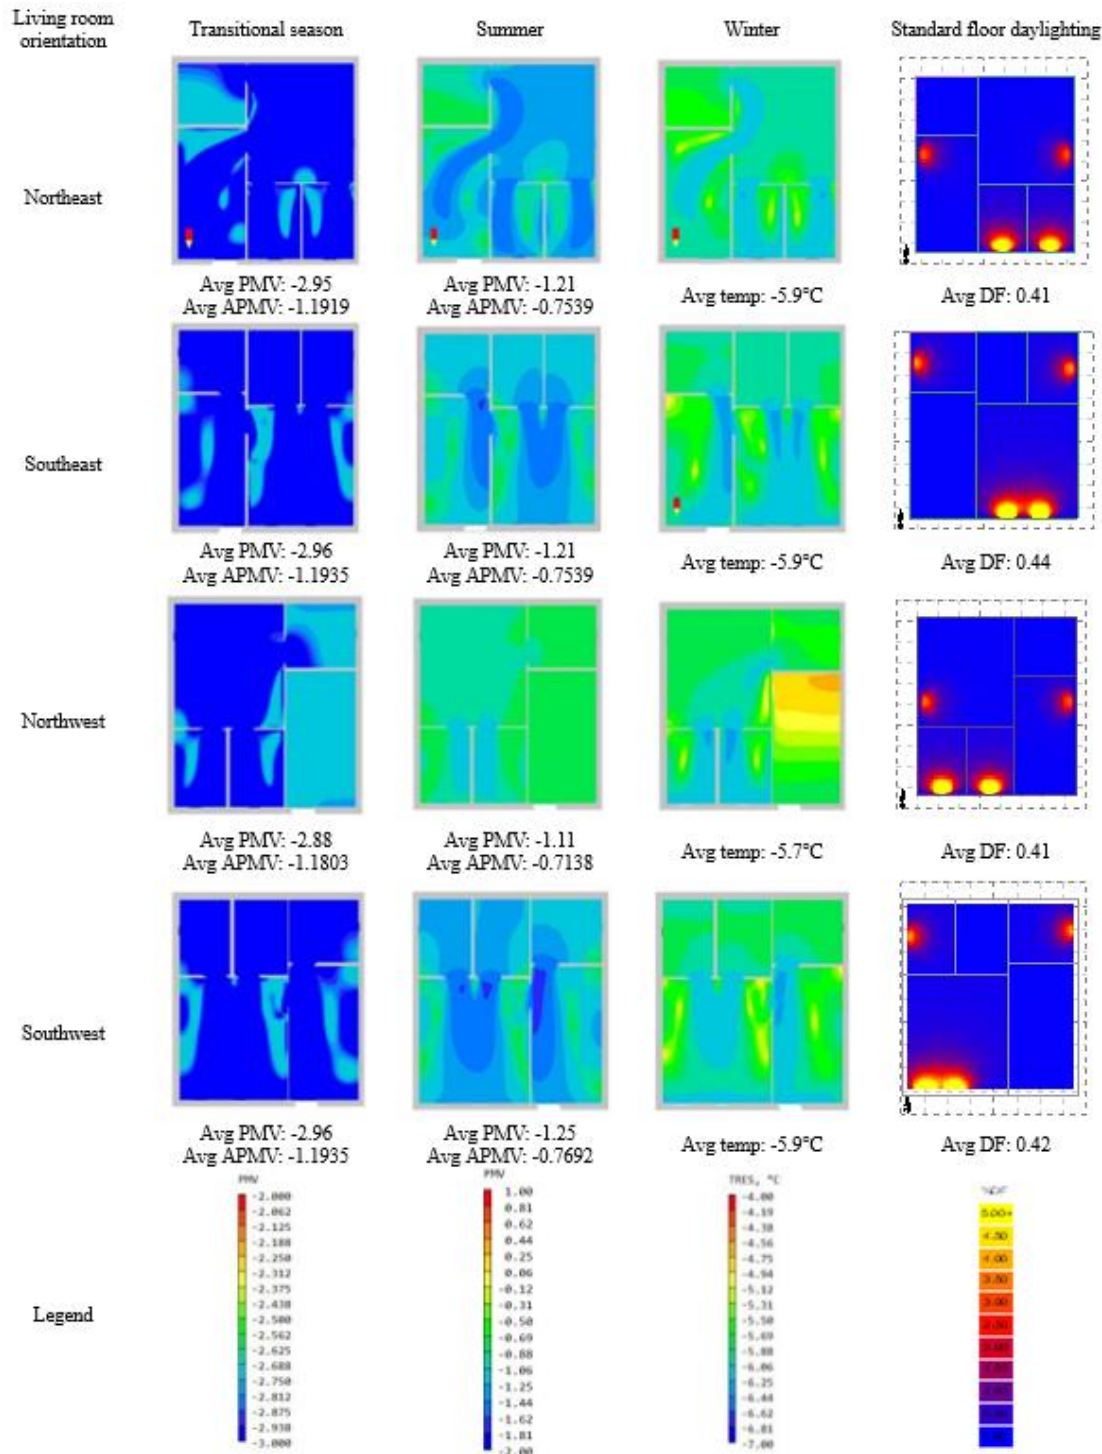 Living room
orientation
Transitional season
Summer
Winter
Standard floor daylighting
Northeast
Avg PMV: -2.95
Avg APMV: -1.1919
Avg PMV: -1.21
Avg APMV: -0.7539
Avg temp: -5.9°C
Avg DF: 0.41
Southeast
Avg PMV: -2.96
Avg APMV: -1.1935
Avg PMV: -1.21
Avg APMV: -0.7539
Avg temp: -5.9°C
Avg DF: 0.44
Northwest
Avg PMV: -2.88
Avg APMV: -1.1803
Avg PMV: -1.11
Avg APMV: -0.7138
Avg temp: -5.7°C
Avg DF: 0.41
Southwest
Avg PMV: -2.96
Avg APMV: -1.1935
Avg PMV: -1.25
Avg APMV: -0.7692
Avg temp: -5.9°C
Avg DF: 0.42
Legend
PMV
-2.000
-2.062
-2.125
-2.188
-2.250
-2.312
-2.375
-2.438
-2.500
-2.562
-2.625
-2.688
-2.750
-2.812
-2.875
-2.938
-3.000
PMV
1.00
0.81
0.62
0.44
0.25
0.06
-0.12
-0.31
-0.50
-0.69
-0.88
-1.06
-1.25
-1.44
-1.62
-1.81
-2.00
TRES, °C
-4.00
-4.19
-4.38
-4.56
-4.75
-4.94
-5.12
-5.31
-5.50
-5.69
-5.88
-6.06
-6.25
-6.44
-6.62
-6.81
-7.00
5.00+
4.50
4.00
3.50
3.00
2.50